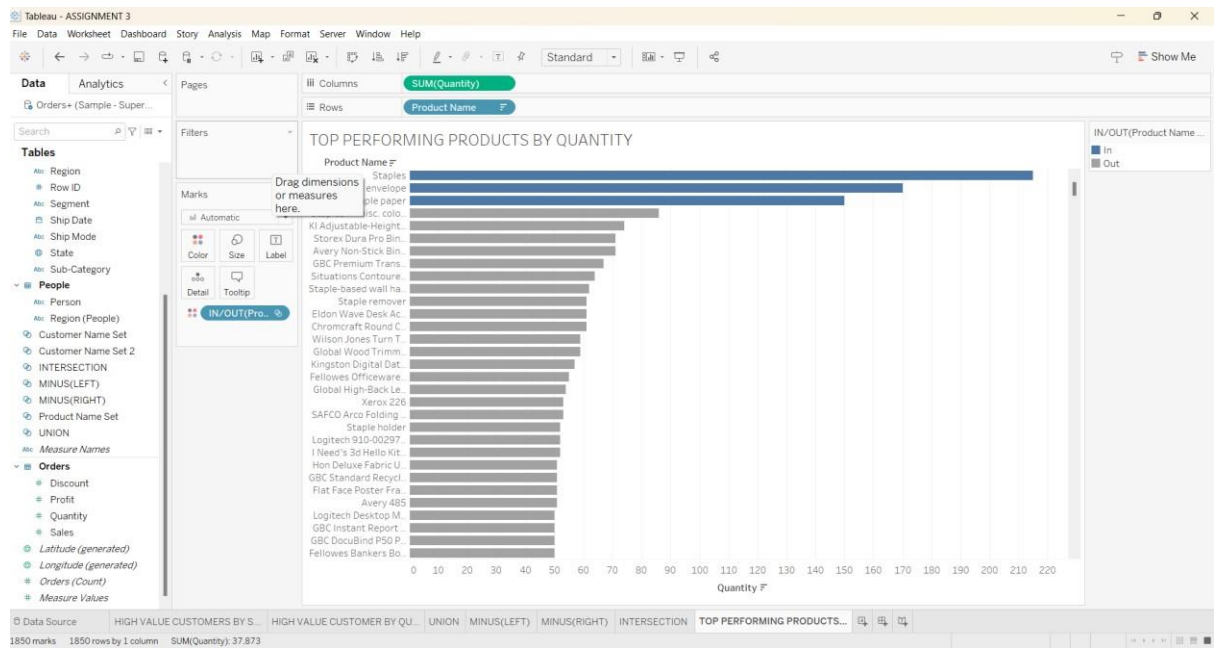 Tableau - ASSIGNMENT 3
File Data Worksheet Dashboard Story Analysis Map Format Server Window Help
Standard
Show Me
Data Analytics
Orders+ (Sample - Super...
Search
Tables
Abc Region
# Row ID
Abc Segment
Ship Date
Abc Ship Mode
State
Abc Sub-Category
People
Abc Person
Abc Region (People)
Customer Name Set
Customer Name Set 2
INTERSECTION
MINUS(LEFT)
MINUS(RIGHT)
Product Name Set
UNION
Abc Measure Names
Orders
# Discount
# Profit
# Quantity
# Sales
Latitude (generated)
Longitude (generated)
# Orders (Count)
# Measure Values
Pages
Filters
Drag dimensions
or measures
here.
Marks
Automatic
Color Size Label
Detail Tooltip
IN/OUT(Pro..
Columns SUM(Quantity)
Rows Product Name
TOP PERFORMING PRODUCTS BY QUANTITY
Product Name
Staples
envelope
ple paper
isc. colo..
KI Adjustable-Height..
Storex Dura Pro Bin..
Avery Non-Stick Bin..
GBC Premium Trans..
Situations Contoure..
Staple-based wall ha..
Staple remover
Eldon Wave Desk Ac..
Chromcraft Round C..
Wilson Jones Turn T..
Global Wood Trimm..
Kingston Digital Dat..
Fellowes Officeware..
Global High-Back Le..
Xerox 226
SAFCO Arco Folding ..
Staple holder
Logitech 910-00297..
I Need's 3d Hello Kit..
Hon Deluxe Fabric U..
GBC Standard Recycl..
Flat Face Poster Fra..
Avery 485
Logitech Desktop M..
GBC Instant Report ..
GBC DocuBind P50 P..
Fellowes Bankers Bo..
0 10 20 30 40 50 60 70 80 90 100 110 120 130 140 150 160 170 180 190 200 210 220
Quantity
IN/OUT(Product Name ...
In
Out
Data Source HIGH VALUE CUSTOMERS BY S... HIGH VALUE CUSTOMER BY QU... UNION MINUS(LEFT) MINUS(RIGHT) INTERSECTION TOP PERFORMING PRODUCTS...
1850 marks 1850 rows by 1 column SUM(Quantity): 37.873